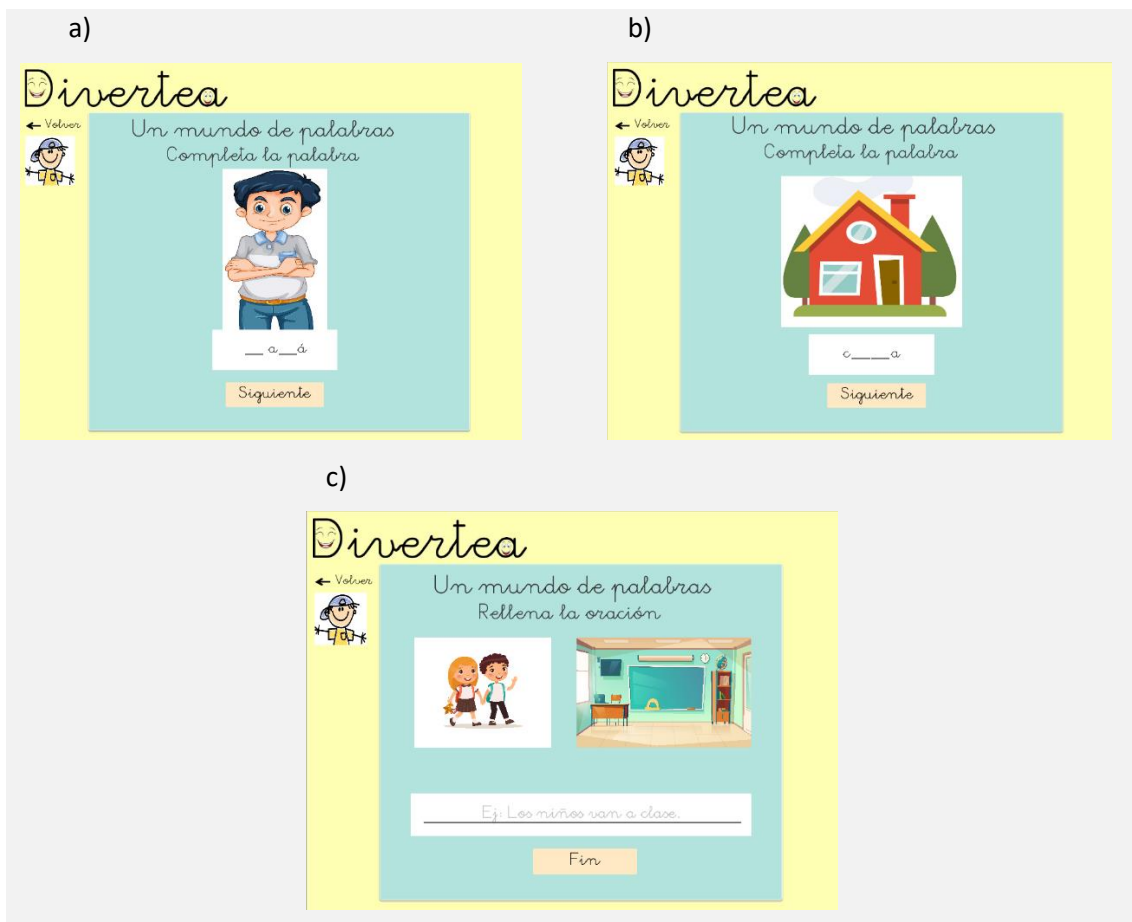 a)
Divertea
← Volver
Un mundo de palabras
Completa la palabra
__ a__á
Siguiente
b)
Divertea
← Volver
Un mundo de palabras
Completa la palabra
c____a
Siguiente
c)
Divertea
← Volver
Un mundo de palabras
Rellena la oración
Ej: Los niños van a clase.
Fin